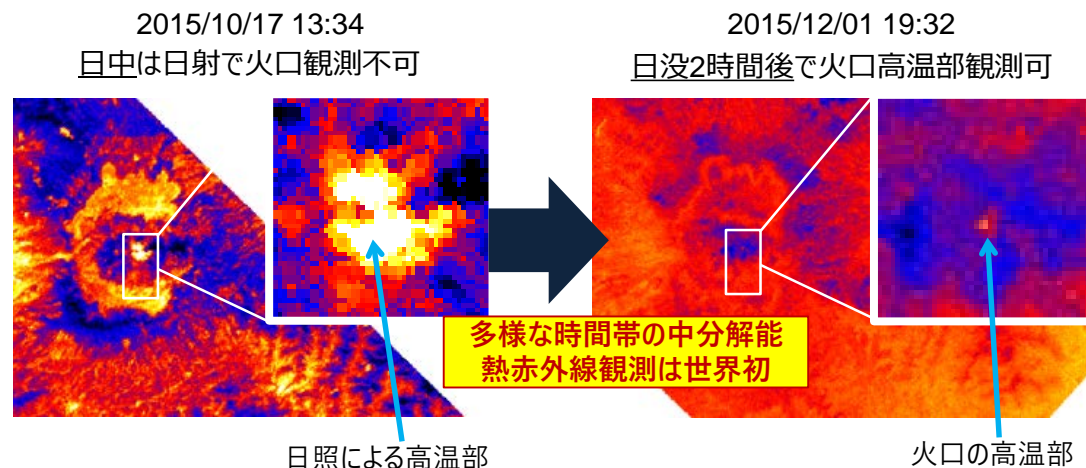 2015/10/17 13:34
日中は日射で火口観測不可
2015/12/01 19:32
日没2時間後で火口高温部観測可
多様な時間帯の中分解能
熱赤外線観測は世界初
日照による高温部
火口の高温部